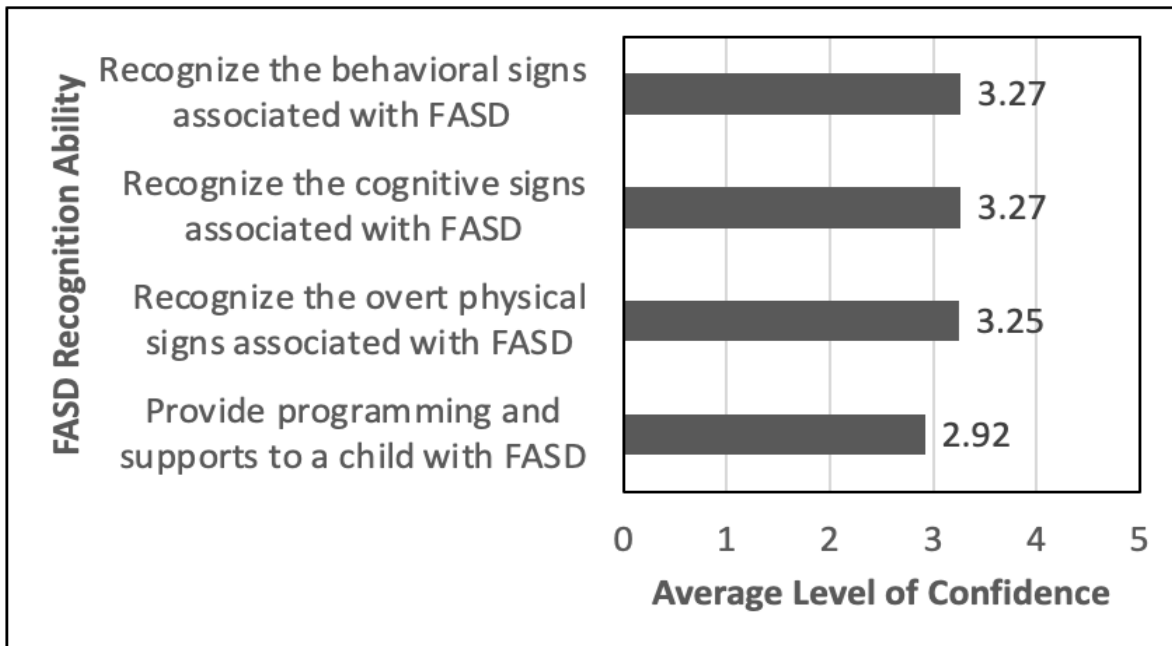 FASD Recognition Ability
Recognize the behavioral signs
associated with FASD
3.27
Recognize the cognitive signs
associated with FASD
3.27
Recognize the overt physical
signs associated with FASD
3.25
Provide programming and
supports to a child with FASD
2.92
0 1 2 3 4 5
Average Level of Confidence